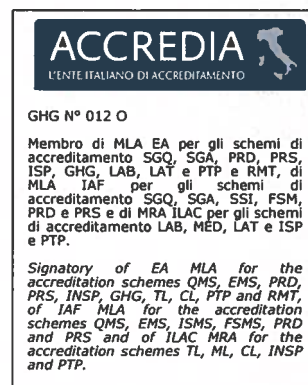 ACCREDIA
L'ENTE ITALIANO DI ACCREDITAMENTO
GHG N° 012 O
Membro di MLA EA per gli schemi di
accreditamento SGQ, SGA, PRD, PRS,
ISP, GHG, LAB, LAT e PTP e RMT, di
MLA IAF per gli schemi di
accreditamento SGQ, SGA, SSI, FSM,
PRD e PRS e di MRA ILAC per gli schemi
di accreditamento LAB, MED, LAT e ISP
e PTP.
Signatory of EA MLA for the
accreditation schemes QMS, EMS, PRD,
PRS, INSP, GHG, TL, CL, PTP and RMT,
of IAF MLA for the accreditation
schemes QMS, EMS, ISMS, FSMS, PRD
and PRS and of ILAC MRA for the
accreditation schemes TL, ML, CL, INSP
and PTP.